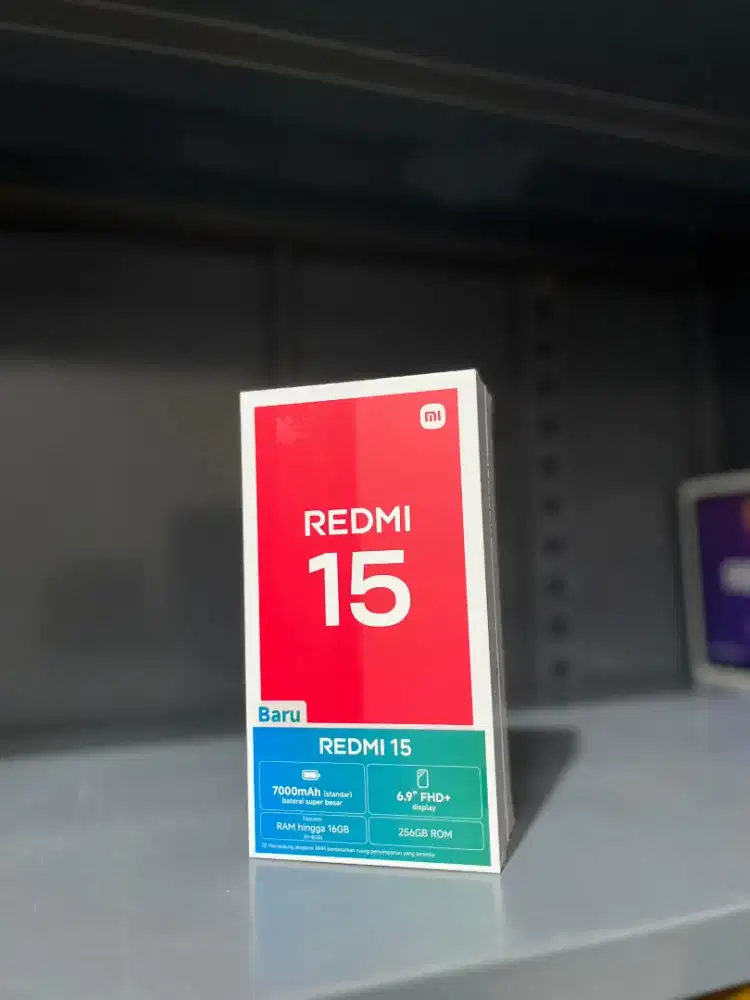 mi
REDMI
15
Baru
REDMI 15
7000mAh (standar)
baterai super besar
6.9" FHD+
display
RAM hingga 16GB
256GB ROM